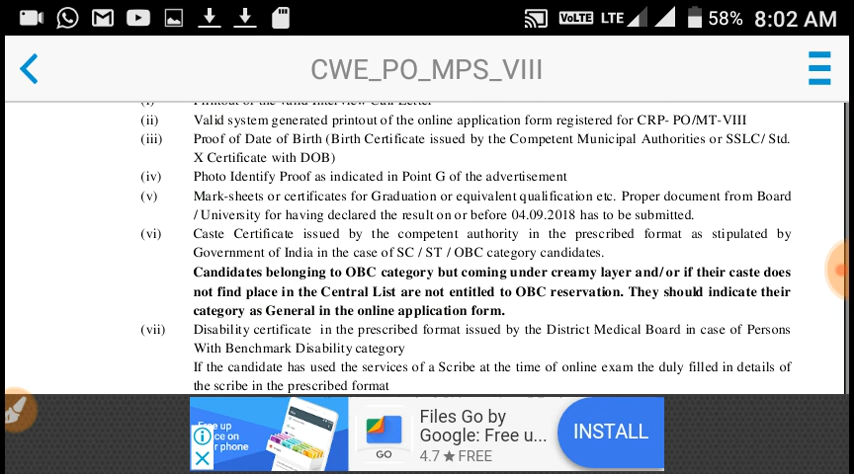 VoLTE LTE 58% 8:02 AM
CWE_PO_MPS_VIII
(i) Printout of the valid Interview Call Letter
(ii) Valid system generated printout of the online application form registered for CRP- PO/MT-VIII
(iii) Proof of Date of Birth (Birth Certificate issued by the Competent Municipal Authorities or SSLC/ Std.
X Certificate with DOB)
(iv) Photo Identify Proof as indicated in Point G of the advertisement
(v) Mark-sheets or certificates for Graduation or equivalent qualification etc. Proper document from Board
/ University for having declared the result on or before 04.09.2018 has to be submitted.
(vi) Caste Certificate issued by the competent authority in the prescribed format as stipulated by
Government of India in the case of SC / ST / OBC category candidates.
Candidates belonging to OBC category but coming under creamy layer and/ or if their caste does
not find place in the Central List are not entitled to OBC reservation. They should indicate their
category as General in the online application form.
(vii) Disability certificate in the prescribed format issued by the District Medical Board in case of Persons
With Benchmark Disability category
If the candidate has used the services of a Scribe at the time of online exam the duly filled in details of
the scribe in the prescribed format
up
ce on
r phone
GO
Files Go by
Google: Free u...
4.7 ★ FREE
INSTALL